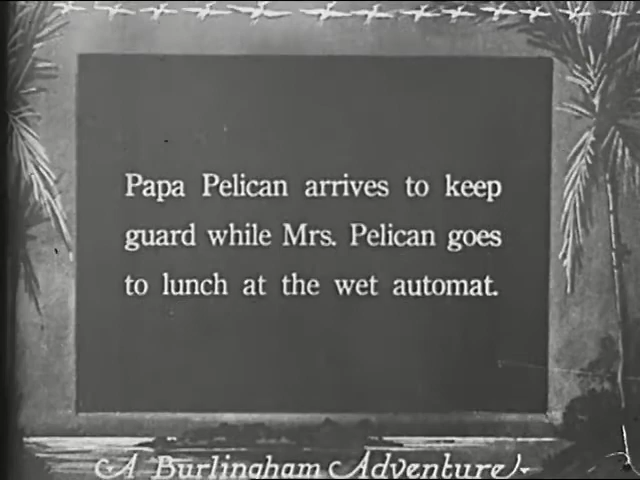 Papa Pelican arrives to keep
guard while Mrs. Pelican goes
to lunch at the wet automat.
A Burlingham Adventure